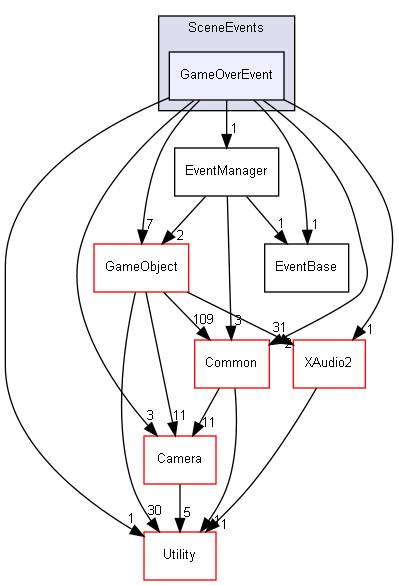 SceneEvents
GameOverEvent
1
EventManager
7
2
1
1
GameObject
EventBase
109
3
31
2
1
Common
XAudio2
3
11
11
Camera
1
30
5
1
1
Utility